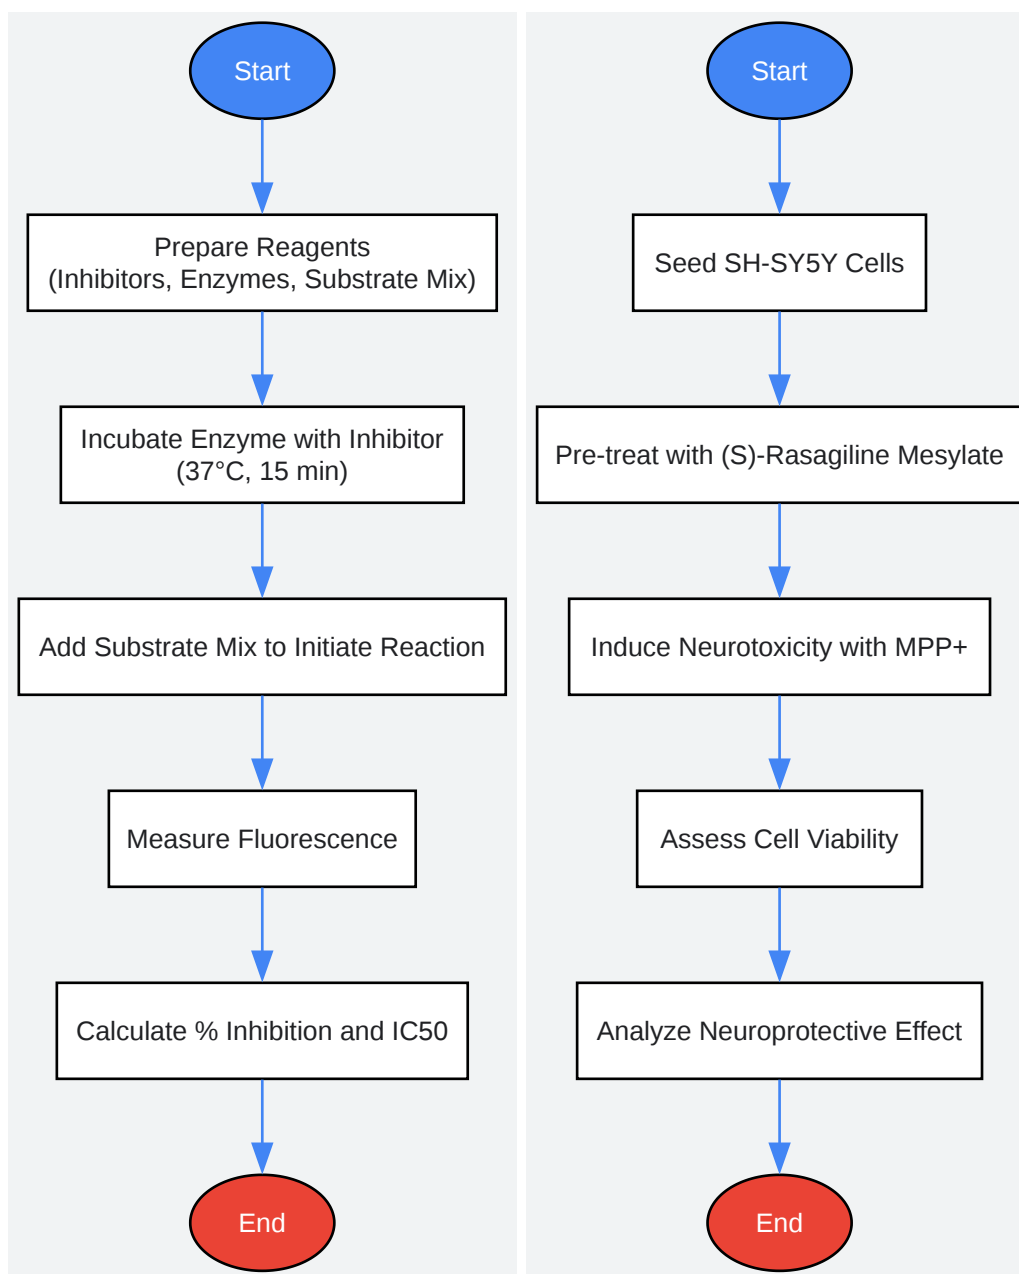 Start
Prepare Reagents
(Inhibitors, Enzymes, Substrate Mix)
Incubate Enzyme with Inhibitor
(37°C, 15 min)
Add Substrate Mix to Initiate Reaction
Measure Fluorescence
Calculate % Inhibition and IC50
End
Start
Seed SH-SY5Y Cells
Pre-treat with (S)-Rasagiline Mesylate
Induce Neurotoxicity with MPP+
Assess Cell Viability
Analyze Neuroprotective Effect
End